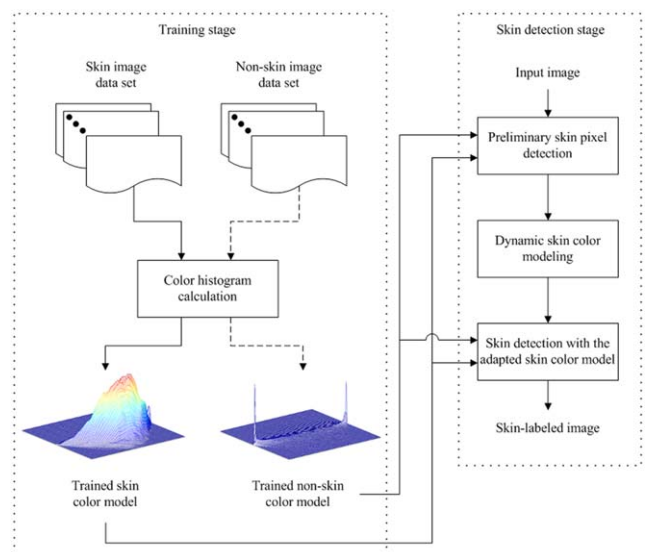 Training stage
Skin image
data set
Non-skin image
data set
Color histogram
calculation
Trained skin
color model
Trained non-skin
color model
Skin detection stage
Input image
Preliminary skin pixel
detection
Dynamic skin color
modeling
Skin detection with the
adapted skin color model
Skin-labeled image